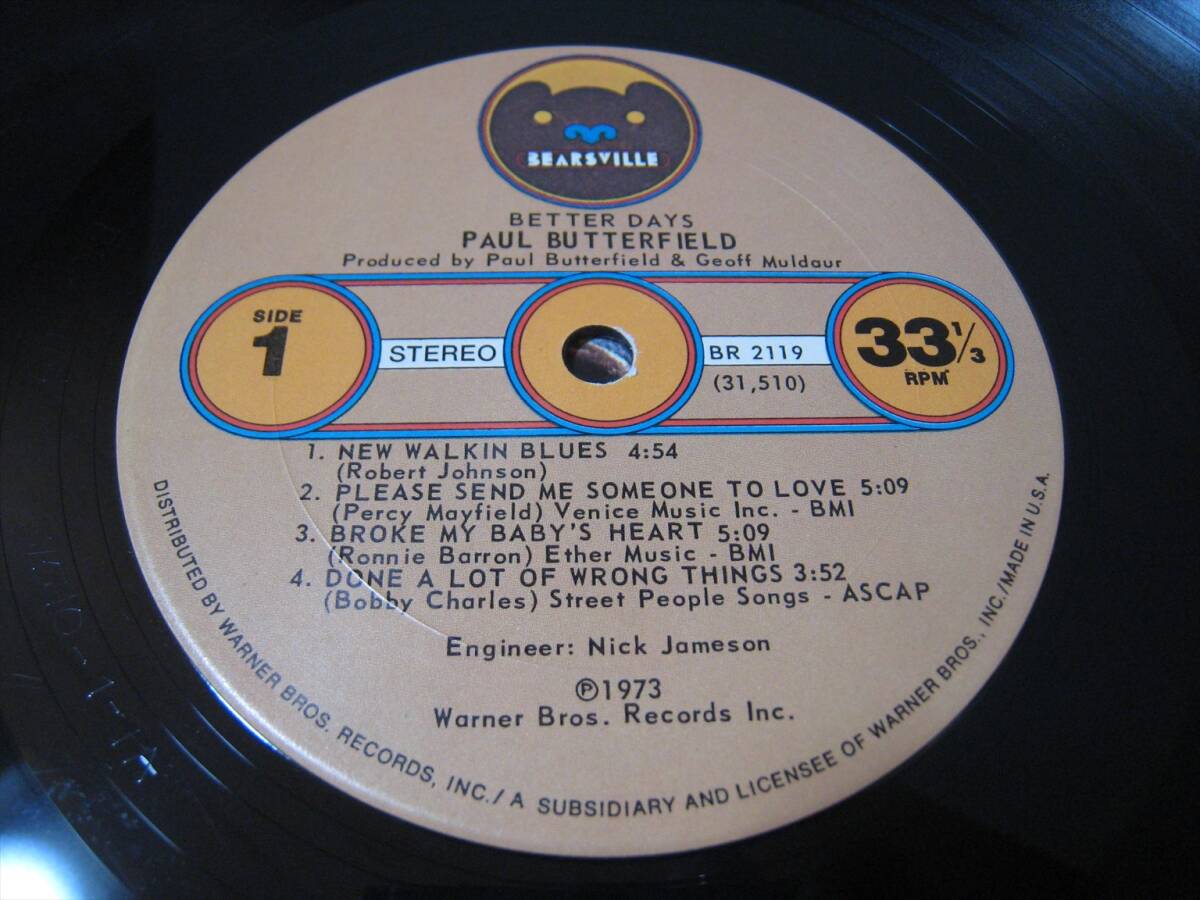 BEARSVILLE
BETTER DAYS
PAUL BUTTERFIELD
Produced by Paul Butterfield & Geoff Muldaur
SIDE
1
STEREO
BR 2119
(31,510)
33 1/3
RPM
1. NEW WALKIN BLUES 4:54
(Robert Johnson)
2. PLEASE SEND ME SOMEONE TO LOVE 5:09
(Percy Mayfield) Venice Music Inc. - BMI
3. BROKE MY BABY'S HEART 5:09
(Ronnie Barron) Ether Music - BMI
4. DONE A LOT OF WRONG THINGS 3:52
(Bobby Charles) Street People Songs - ASCAP
Engineer: Nick Jameson
℗1973
Warner Bros. Records Inc.
DISTRIBUTED BY WARNER BROS. RECORDS, INC./ A SUBSIDIARY AND LICENSEE OF WARNER BROS., INC./MADE IN U.S.A.